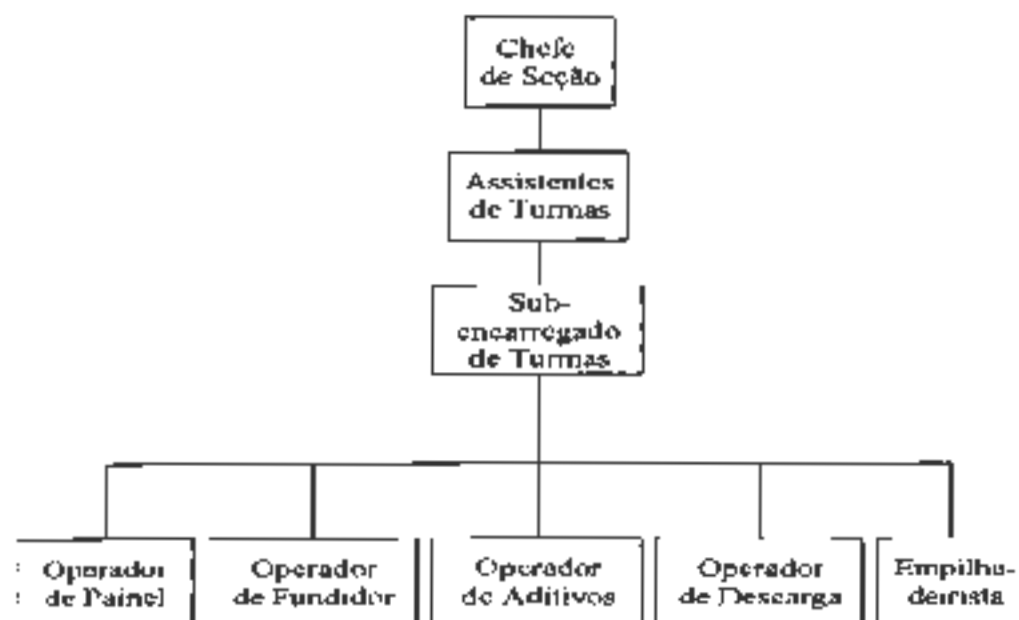 Chefe
de Secção
Assistentes
de Turmas
Sub-
encarregado
de Turmas
Operador
de Painel
Operador
de Fundidor
Operador
de Aditivos
Operador
de Descarga
Empilha-
deirista